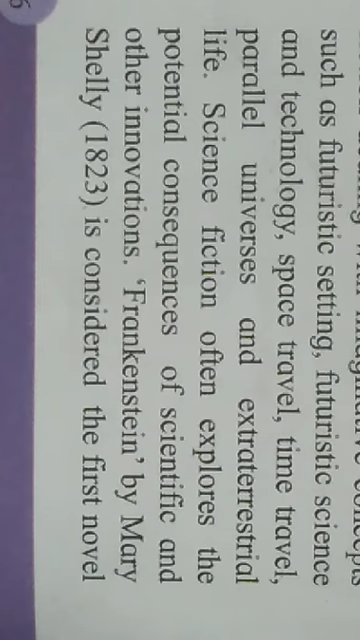 such as futuristic setting, futuristic science
and technology, space travel, time travel,
parallel universes and extraterrestrial
life. Science fiction often explores the
potential consequences of scientific and
other innovations. 'Frankenstein' by Mary
Shelly (1823) is considered the first novel
6